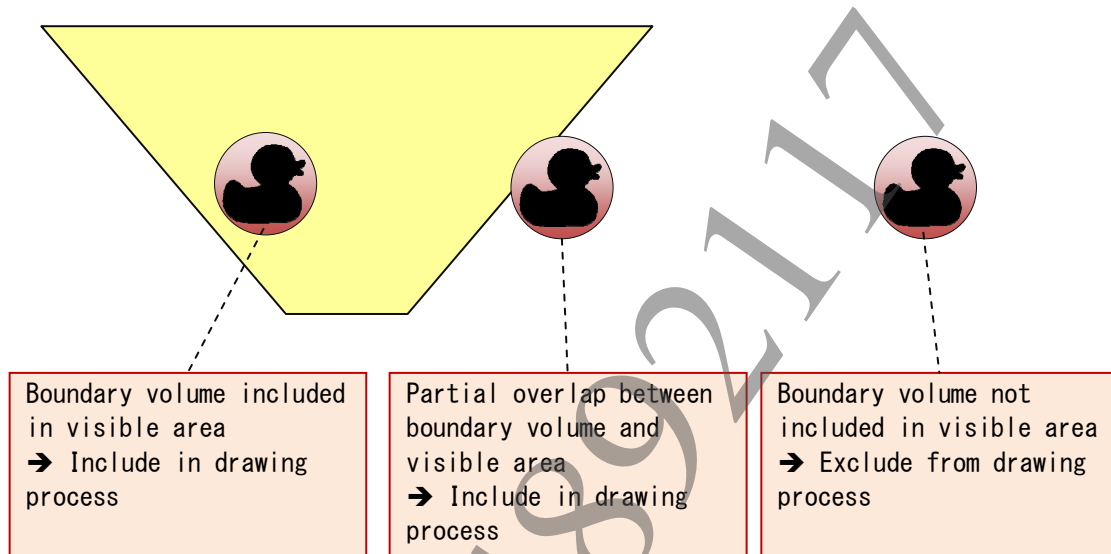 Boundary volume included
in visible area
➔ Include in drawing
process
Partial overlap between
boundary volume and
visible area
➔ Include in drawing
process
Boundary volume not
included in visible area
➔ Exclude from drawing
process
89217